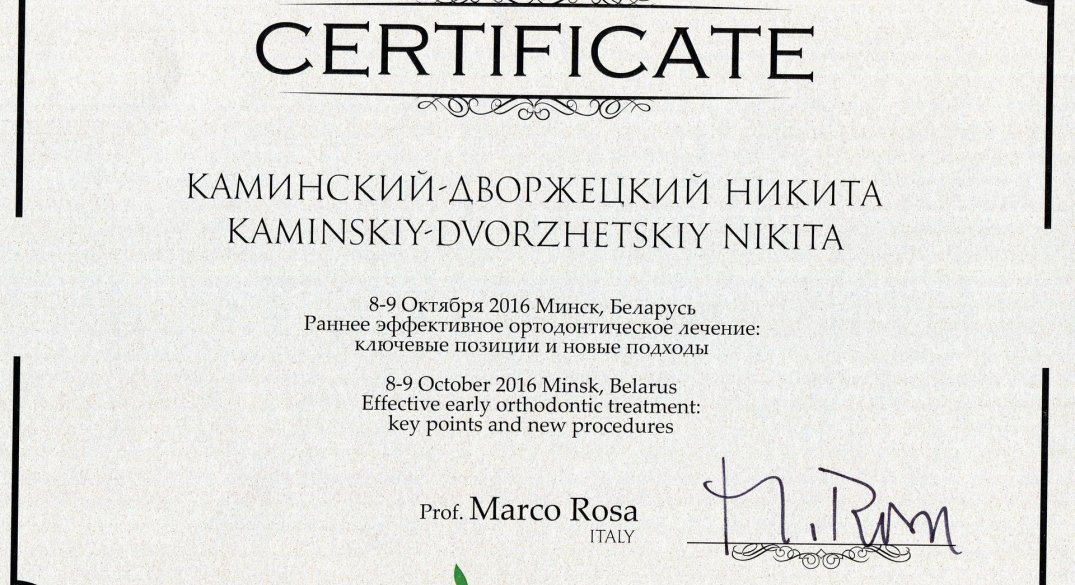 CERTIFICATE
КАМИНСКИЙ-ДВОРЖЕЦКИЙ НИКИТА
KAMINSKIY-DVORZHETSKIY NIKITA
8-9 Октября 2016 Минск, Беларусь
Раннее эффективное ортодонтическое лечение:
ключевые позиции и новые подходы
8-9 October 2016 Minsk, Belarus
Effective early orthodontic treatment:
key points and new procedures
Prof. Marco Rosa
ITALY
M. Rosa